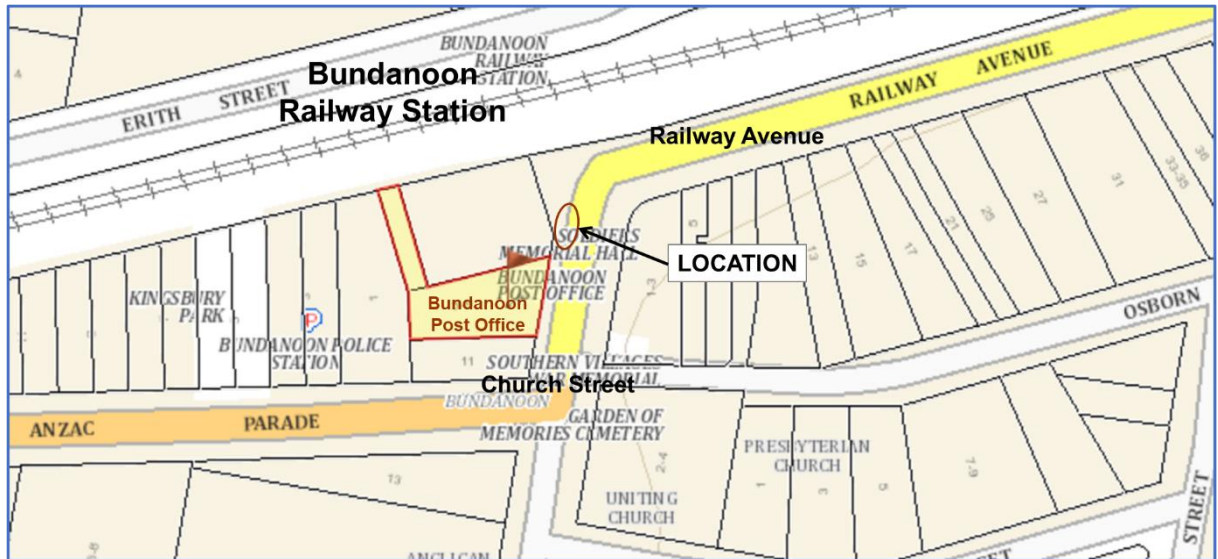 BUNDANOON
RAILWAY
STATION
Bundanoon
Railway Station
ERITH STREET
RAILWAY AVENUE
Railway Avenue
4
SOLDIERS
MEMORIAL HALL
LOCATION
BUNDANOON
POST OFFICE
Bundanoon
Post Office
KINGSBURY
PARK
P
BUNDANOON POLICE
STATION
1
11
1-3
13
15
17
21
27
31
33-35
36
OSBORN
SOUTHERN VILLAGES
WAR MEMORIAL
Church Street
BUNDANOON
ANZAC PARADE
GARDEN OF
MEMORIES CEMETERY
PRESBYTERIAN
CHURCH
2-4
1
3
5
7-9
13
UNITING
CHURCH
STREET